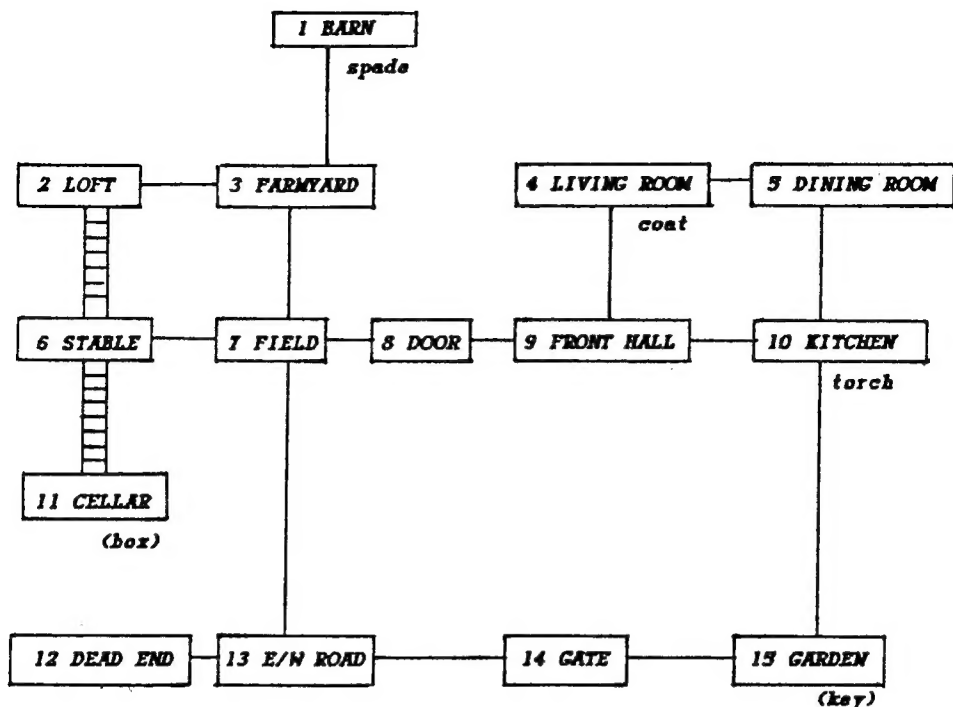 1 BARN
spade
2 LOFT
3 FARMYARD
4 LIVING ROOM
5 DINING ROOM
coat
6 STABLE
7 FIELD
8 DOOR
9 FRONT HALL
10 KITCHEN
torch
11 CELLAR
(box)
12 DEAD END
13 E/W ROAD
14 GATE
15 GARDEN
(key)